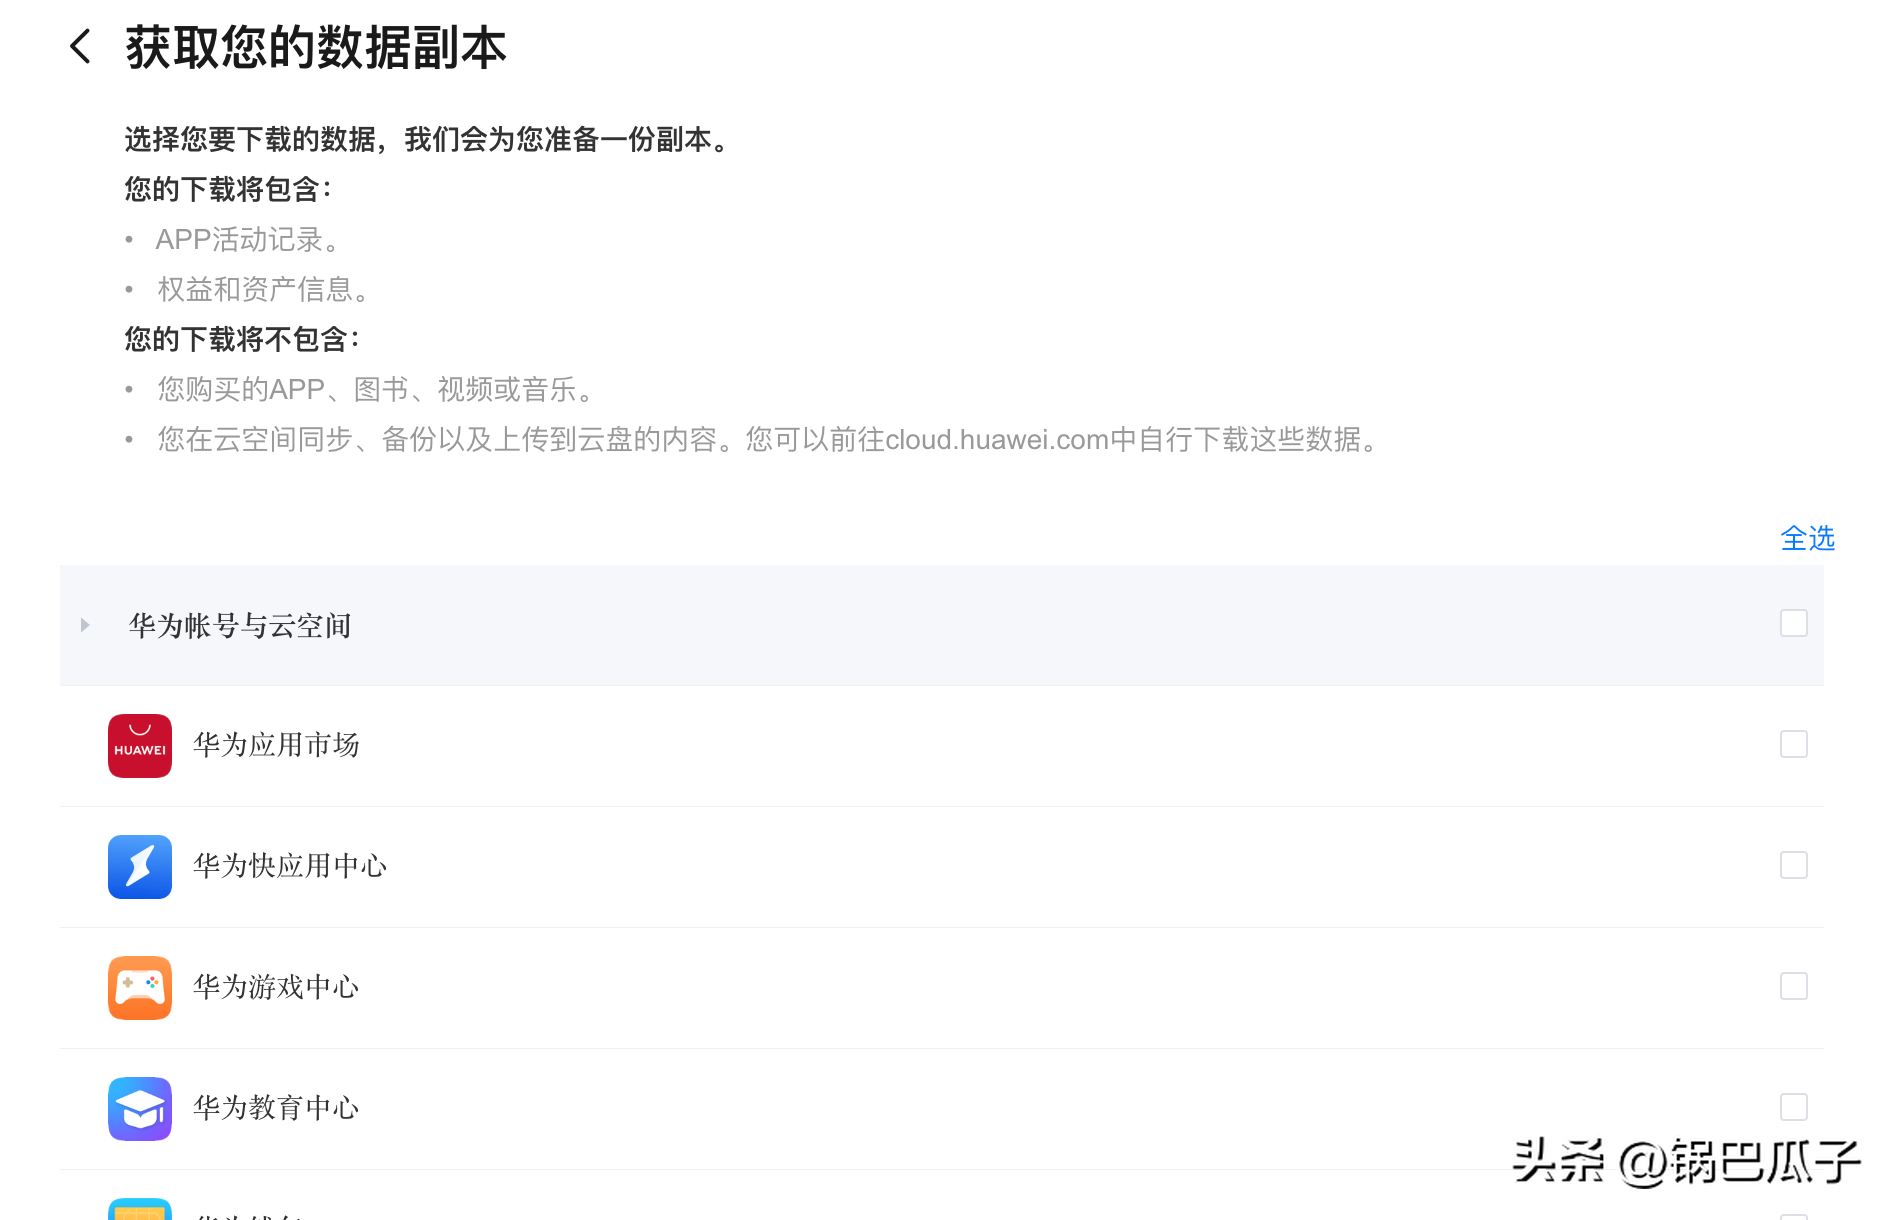 获取您的数据副本
选择您要下载的数据，我们会为您准备一份副本。
您的下载将包含：
• APP活动记录。
• 权益和资产信息。
您的下载将不包含：
• 您购买的APP、图书、视频或音乐。
• 您在云空间同步、备份以及上传到云盘的内容。您可以前往cloud.huawei.com中自行下载这些数据。
全选
华为帐号与云空间
HUAWEI
华为应用市场
华为快应用中心
华为游戏中心
华为教育中心
头条 @锅巴瓜子